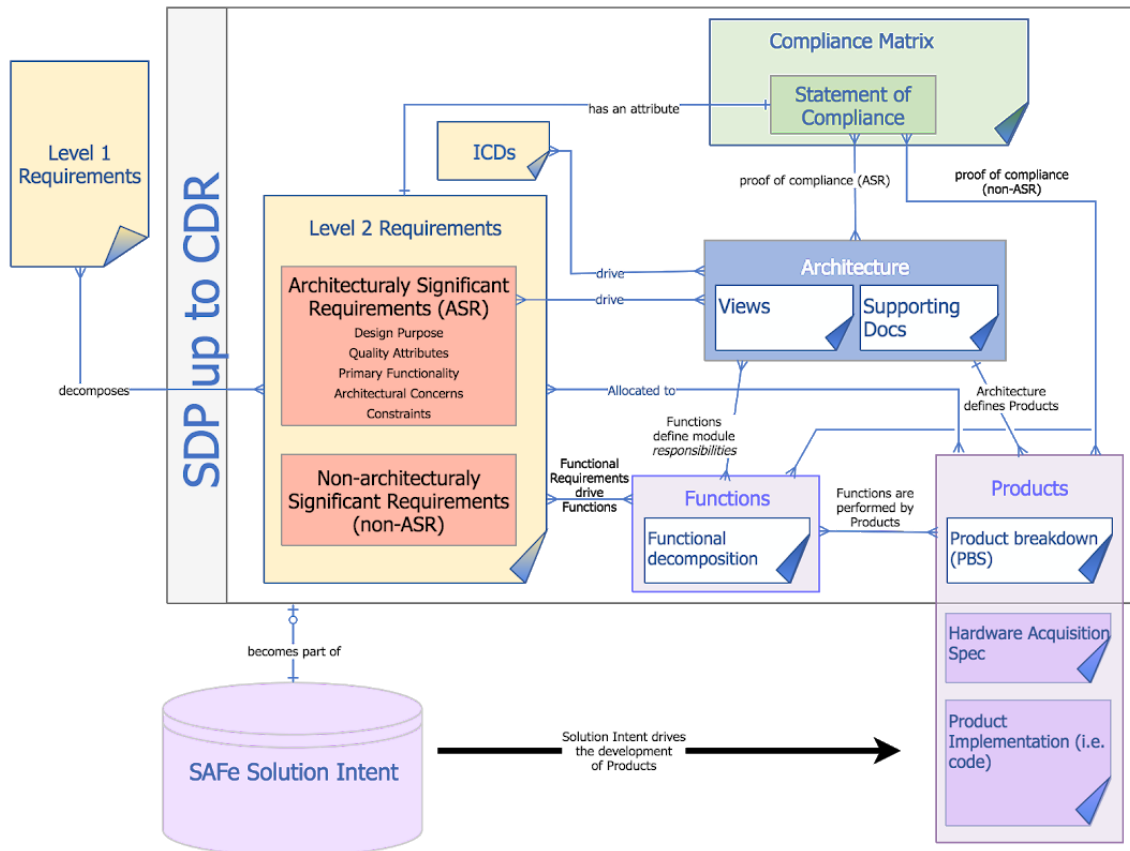 Compliance Matrix
Statement of
Compliance
has an attribute
Level 1
Requirements
ICDs
proof of compliance (ASR)
proof of compliance
(non-ASR)
SDP up to CDR
Level 2 Requirements
Architecturaly Significant
Requirements (ASR)
Design Purpose
Quality Attributes
Primary Functionality
Architectural Concerns
Constraints
drive
drive
Architecture
Views
Supporting
Docs
decomposes
Allocated to
Architecture
defines Products
Functions
define module
responsibilities
Non-architecturaly
Significant Requirements
(non-ASR)
Functional
Requirements
drive
Functions
Functions
Functional
decomposition
Functions are
performed by
Products
Products
Product breakdown
(PBS)
Hardware Acquisition
Spec
Product
Implementation (i.e.
code)
becomes part of
SAFe Solution Intent
Solution Intent drives
the development
of Products